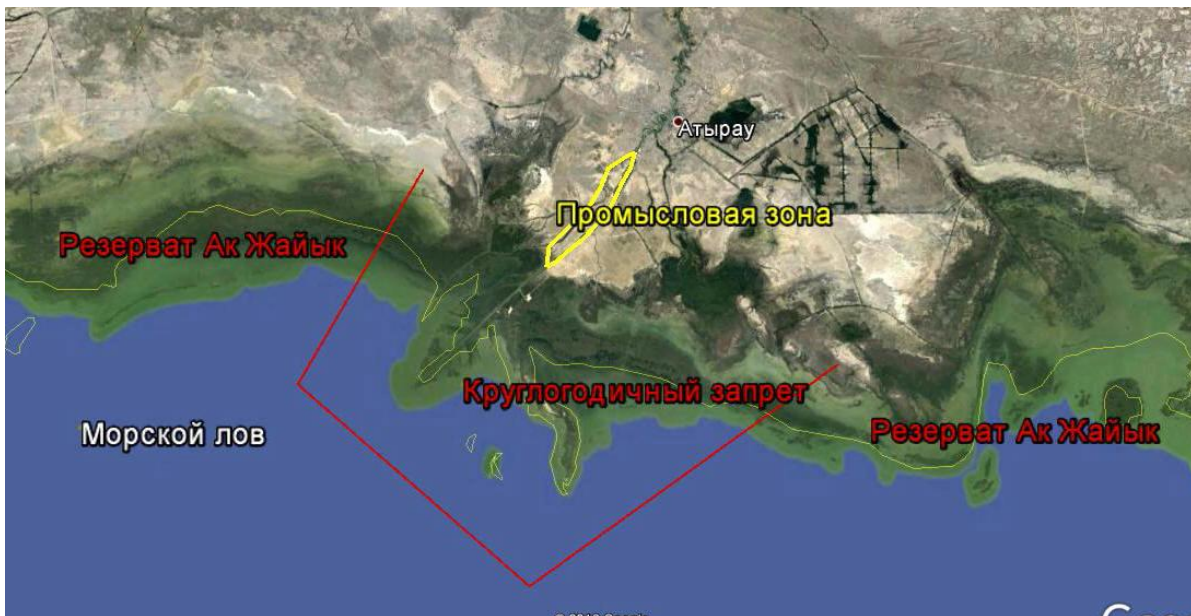 Атырау
Промысловая зона
Резерват Ак Жайык
Круглогодичный запрет
Морской лов
Резерват Ак Жайык